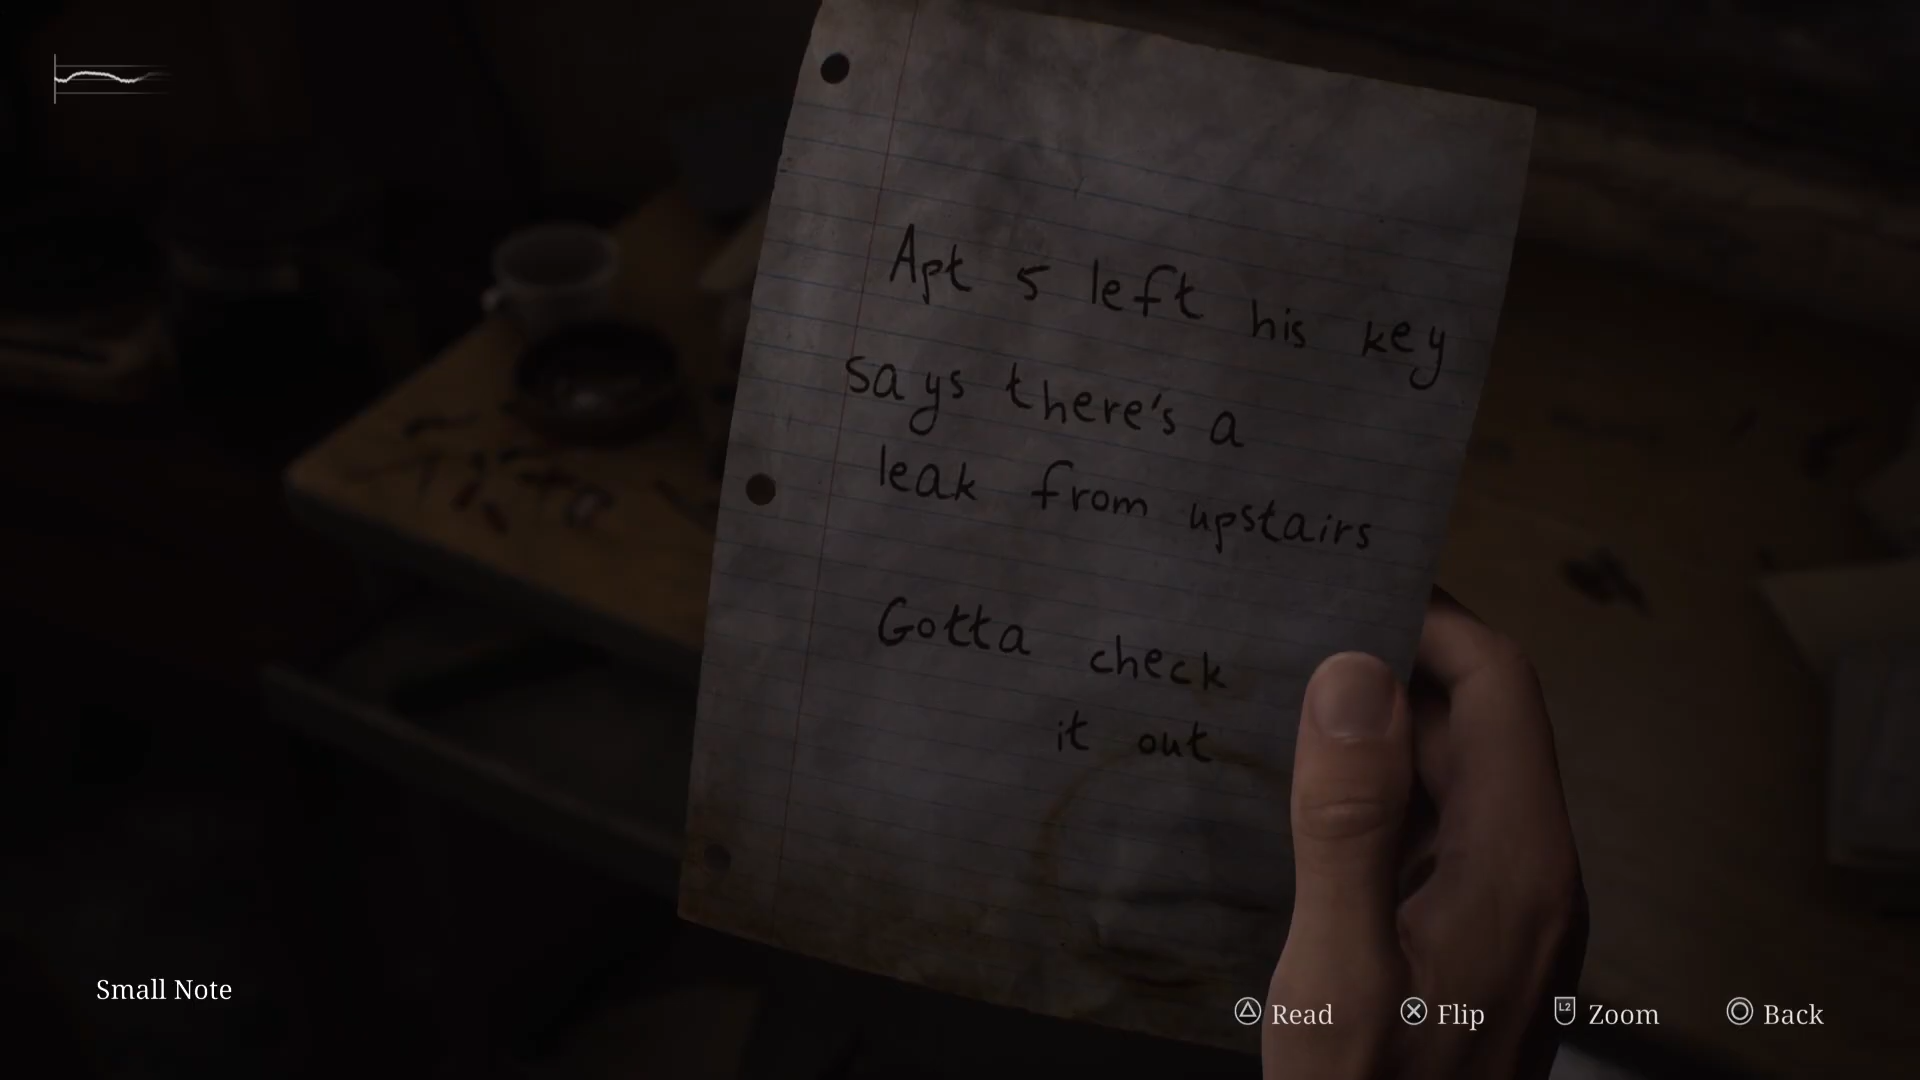 Apt 5 left his key
says there's a
leak from upstairs
Gotta check
it out
Small Note
Read Flip L2 Zoom Back